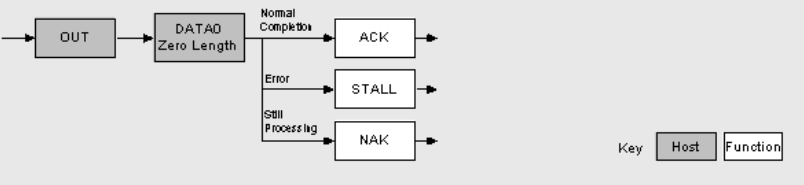 OUT
DATA0
Zero Length
Normal
Completion
ACK
Error
STALL
Still
Processing
NAK
Key
Host
Function